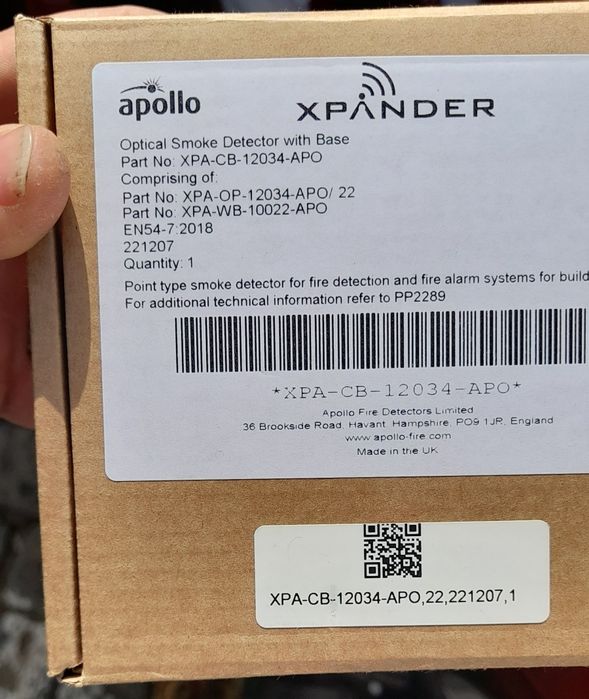 apollo
XPANDER
Optical Smoke Detector with Base
Part No: XPA-CB-12034-APO
Comprising of:
Part No: XPA-OP-12034-APO/ 22
Part No: XPA-WB-10022-APO
EN54-7:2018
221207
Quantity: 1
Point type smoke detector for fire detection and fire alarm systems for build
For additional technical information refer to PP2289
*XPA-CB-12034-APO*
Apollo Fire Detectors Limited
36 Brookside Road, Havant, Hampshire, PO9 1JR, England
www.apollo-fire.com
Made in the UK
XPA-CB-12034-APO,22,221207,1